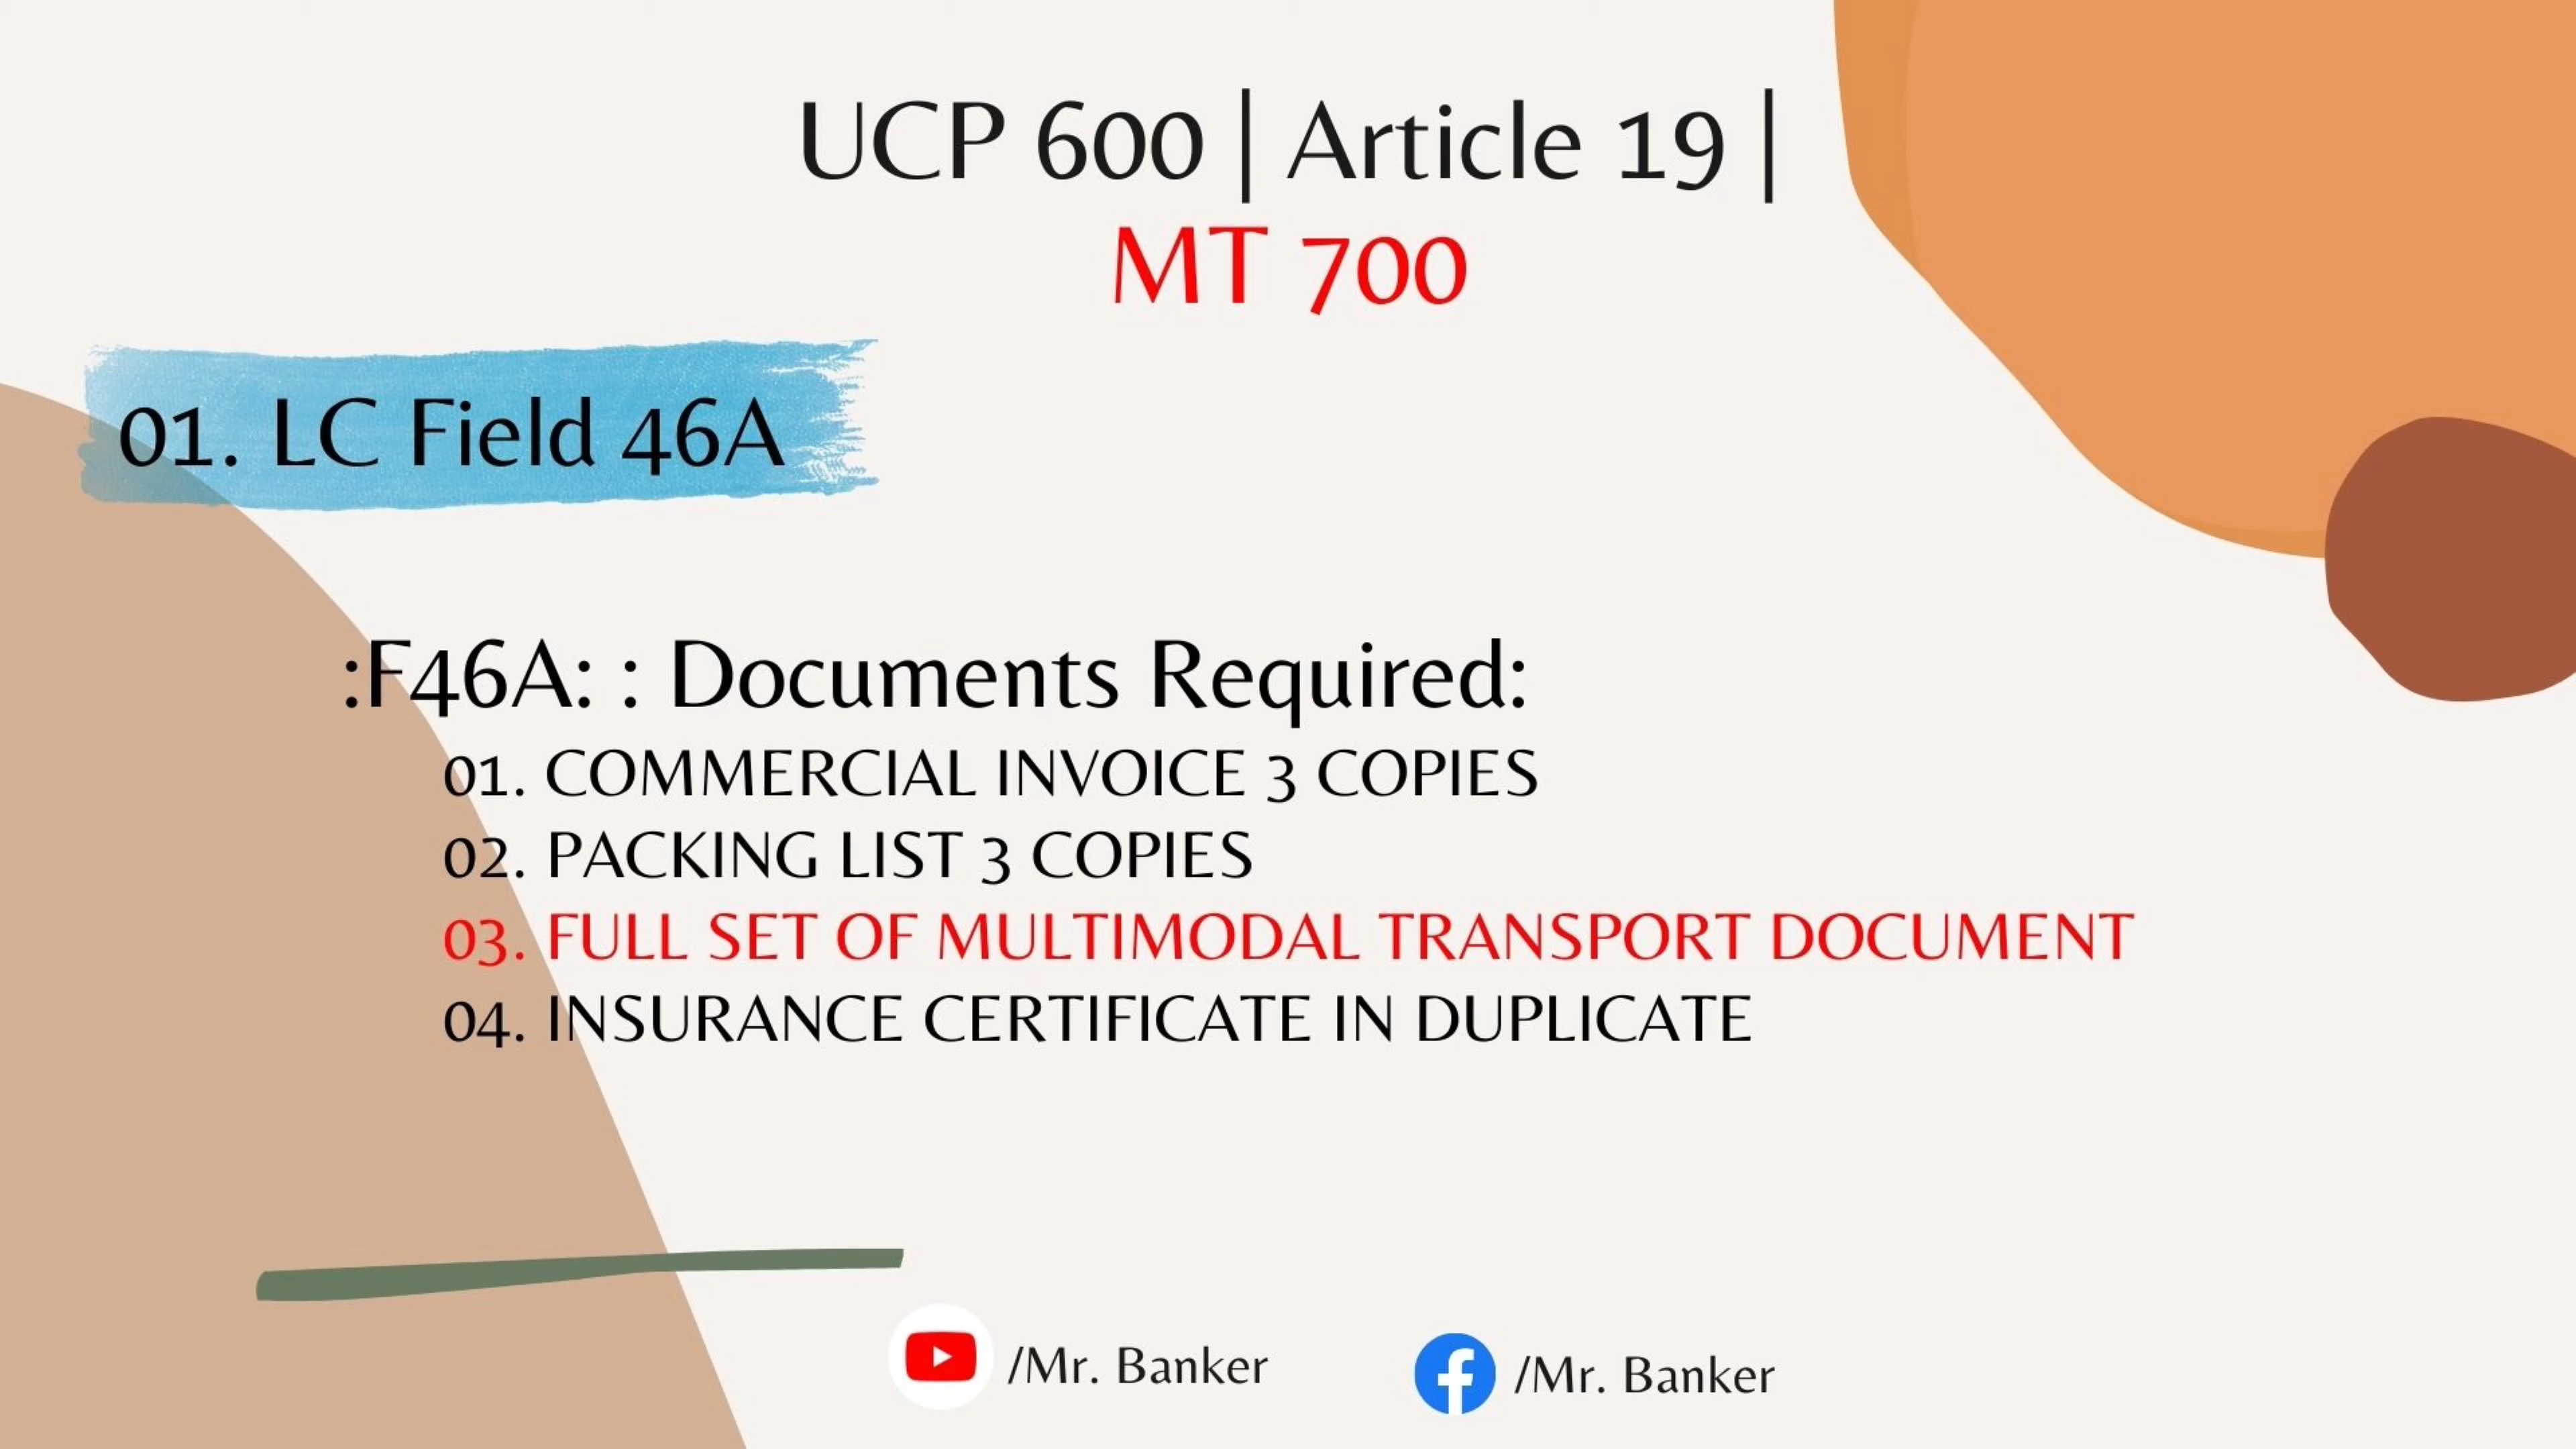 UCP 600 | Article 19 |
MT 700
01. LC Field 46A
:F46A: : Documents Required:
01. COMMERCIAL INVOICE 3 COPIES
02. PACKING LIST 3 COPIES
03. FULL SET OF MULTIMODAL TRANSPORT DOCUMENT
04. INSURANCE CERTIFICATE IN DUPLICATE
/Mr. Banker
/Mr. Banker